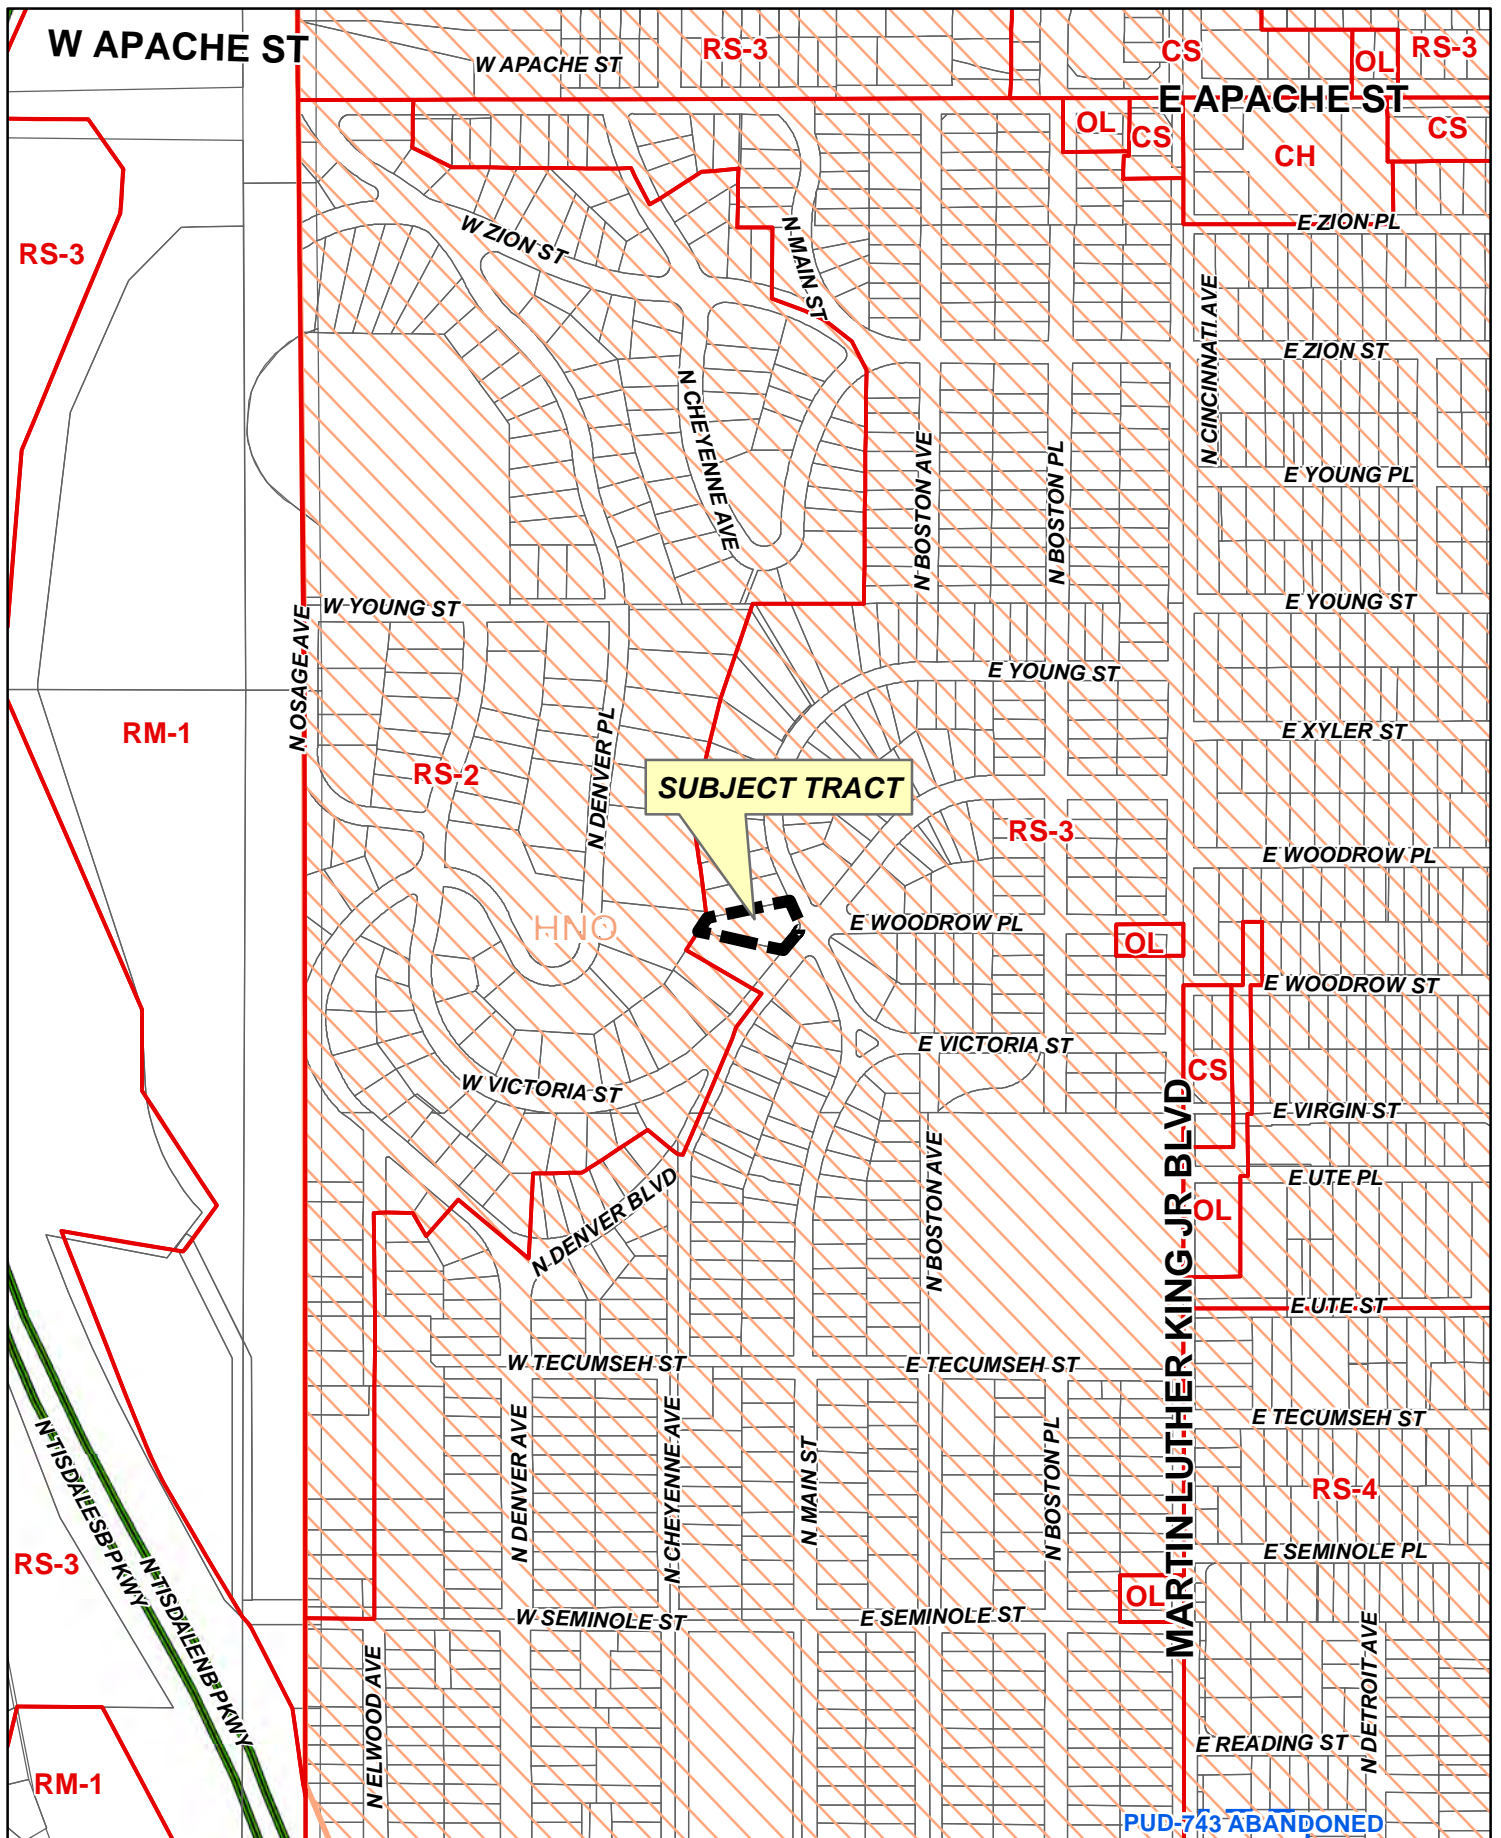 W APACHE ST
W APACHE ST
RS-3
CS
OL
RS-3
E APACHE ST
OL
CS
CH
CS
E ZION PL
RS-3
W ZION ST
N MAIN ST
N CINCINNATI AVE
E ZION ST
N CHEYENNE AVE
N BOSTON AVE
N BOSTON PL
E YOUNG PL
W YOUNG ST
E YOUNG ST
N OSAGE AVE
E YOUNG ST
RM-1
E XYLER ST
RS-2
N DENVER PL
SUBJECT TRACT
RS-3
E WOODROW PL
HNO
E WOODROW PL
OL
E WOODROW ST
E VICTORIA ST
CS
W VICTORIA ST
E VIRGIN ST
MARTIN LUTHER KING JR BLVD
N BOSTON AVE
E UTE PL
N DENVER BLVD
OL
E UTE ST
W TECUMSEH ST
E TECUMSEH ST
E TECUMSEH ST
N DENVER AVE
N CHEYENNE AVE
N MAIN ST
N BOSTON PL
N TISDALESB PKWY
RS-4
E SEMINOLE PL
RS-3
N TISDALENB PKWY
OL
W SEMINOLE ST
E SEMINOLE ST
N ELWOOD AVE
N DETROIT AVE
E READING ST
RM-1
PUD-743 ABANDONED